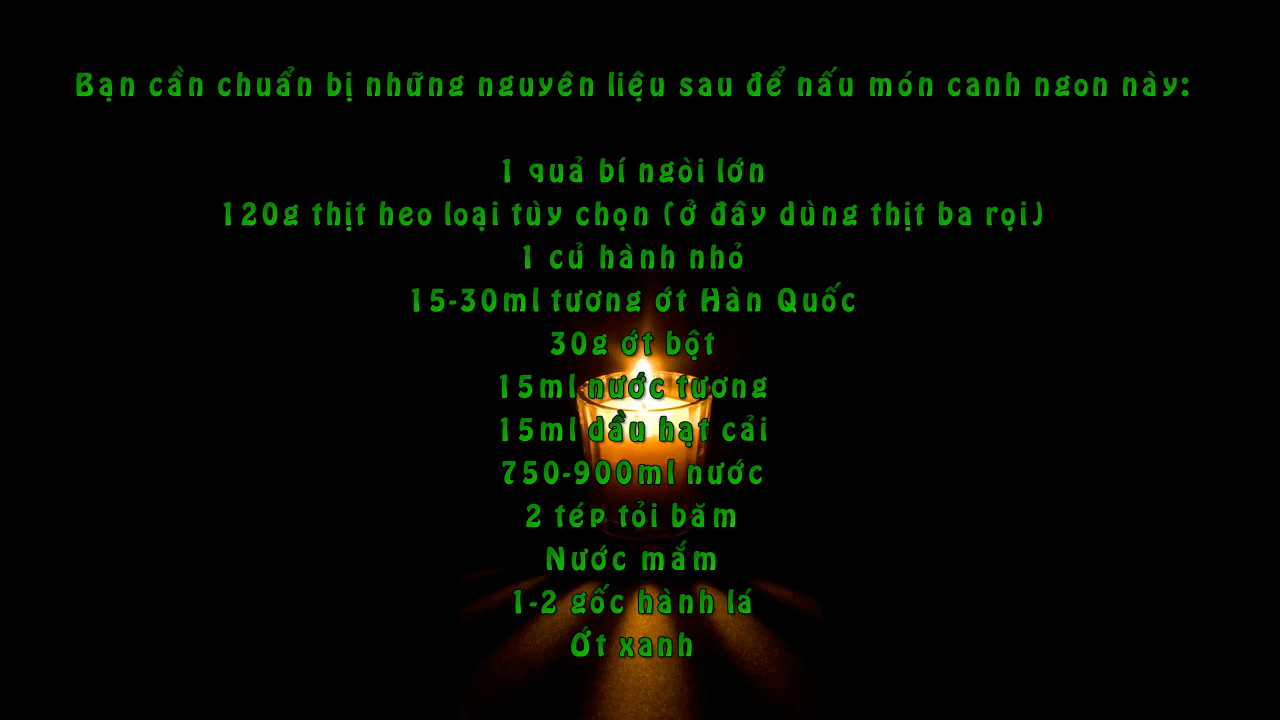 Bạn cần chuẩn bị những nguyên liệu sau để nấu món canh ngon này:
1 quả bí ngòi lớn
120g thịt heo loại tùy chọn (ở đây dùng thịt ba rọi)
1 củ hành nhỏ
15-30ml tương ớt Hàn Quốc
30g ớt bột
15ml nước tương
15ml dầu hạt cải
750-900ml nước
2 tép tỏi băm
Nước mắm
1-2 gốc hành lá
Ớt xanh